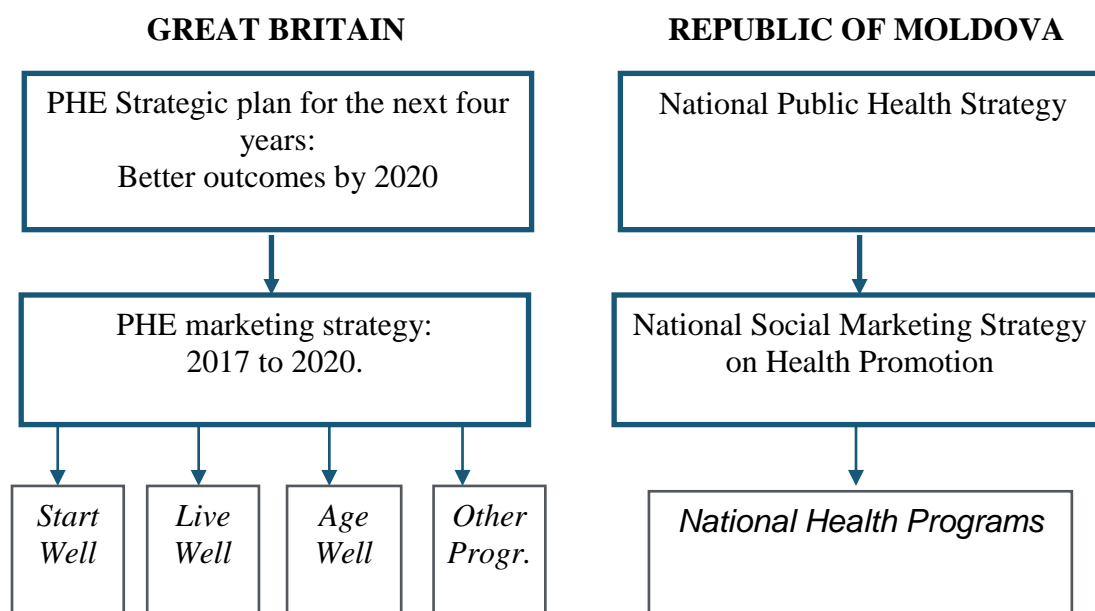 GREAT BRITAIN
PHE Strategic plan for the next four
years:
Better outcomes by 2020
PHE marketing strategy:
2017 to 2020.
Start
Well
Live
Well
Age
Well
Other
Progr.
REPUBLIC OF MOLDOVA
National Public Health Strategy
National Social Marketing Strategy
on Health Promotion
National Health Programs